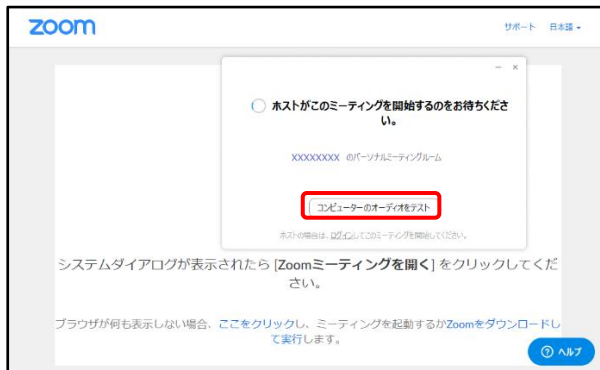 zoom
サポート 日本語
ホストがこのミーティングを開始するのをお待ちくださ
い。
XXXXXXXX のパーソナルミーティングルーム
コンピューターのオーディオをテスト
ホストの場合は、ログインしてこのミーティングを開始してください。
システムダイアログが表示されたら [Zoomミーティングを開く] をクリックしてくだ
さい。
ブラウザが何も表示しない場合、ここをクリックし、ミーティングを起動するかZoomをダウンロードし
て実行します。
ヘルプ